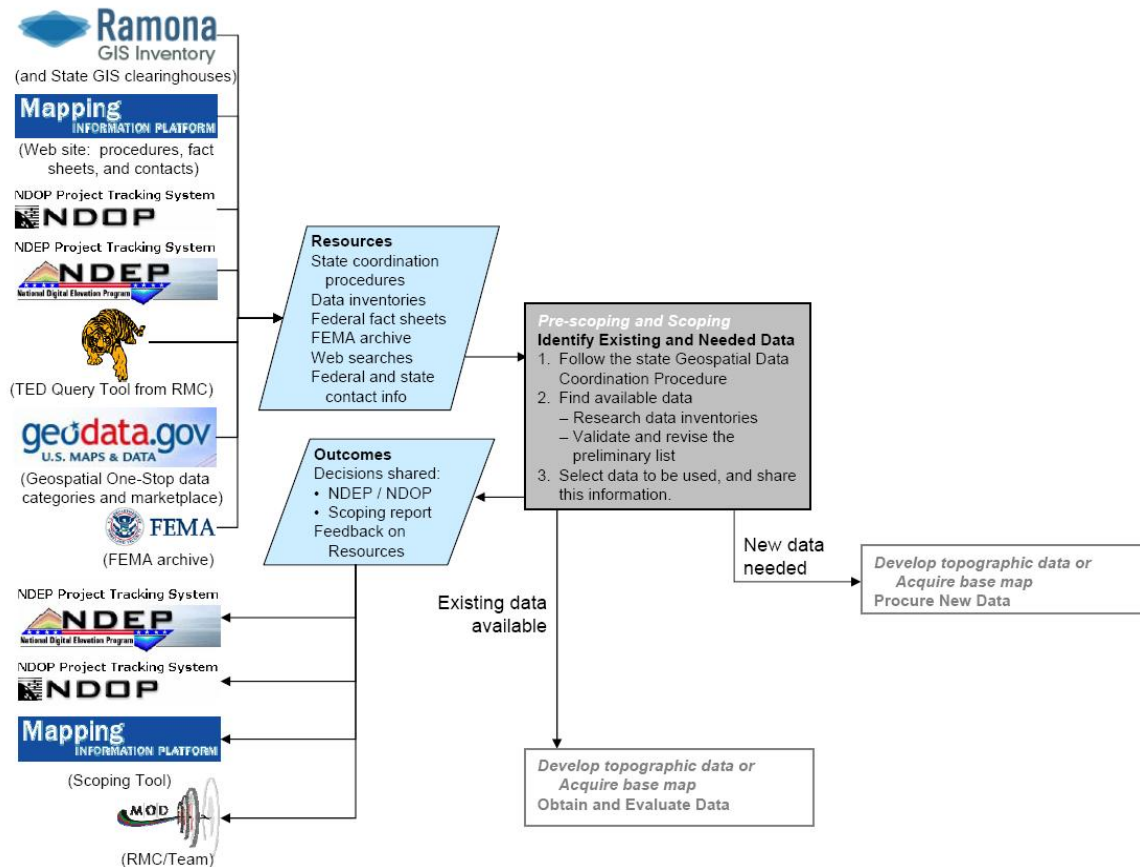 Ramona
GIS Inventory
(and State GIS clearinghouses)
Mapping
INFORMATION PLATFORM
(Web site: procedures, fact
sheets, and contacts)
NDOP Project Tracking System
NDOP
NDEP Project Tracking System
NDEP
National Digital Elevation Program
(TED Query Tool from RMC)
geodata.gov
U.S. MAPS & DATA
(Geospatial One-Stop data
categories and marketplace)
FEMA
(FEMA archive)
Resources
State coordination
procedures
Data inventories
Federal fact sheets
FEMA archive
Web searches
Federal and state
contact info
Pre-scoping and Scoping
Identify Existing and Needed Data
1. Follow the state Geospatial Data
Coordination Procedure
2. Find available data
– Research data inventories
– Validate and revise the
preliminary list
3. Select data to be used, and share
this information.
Outcomes
Decisions shared:
• NDEP / NDOP
• Scoping report
Feedback on
Resources
New data
needed
Develop topographic data or
Acquire base map
Procure New Data
Existing data
available
Develop topographic data or
Acquire base map
Obtain and Evaluate Data
NDEP Project Tracking System
NDEP
National Digital Elevation Program
NDOP Project Tracking System
NDOP
Mapping
INFORMATION PLATFORM
(Scoping Tool)
MOD
(RMC/Team)